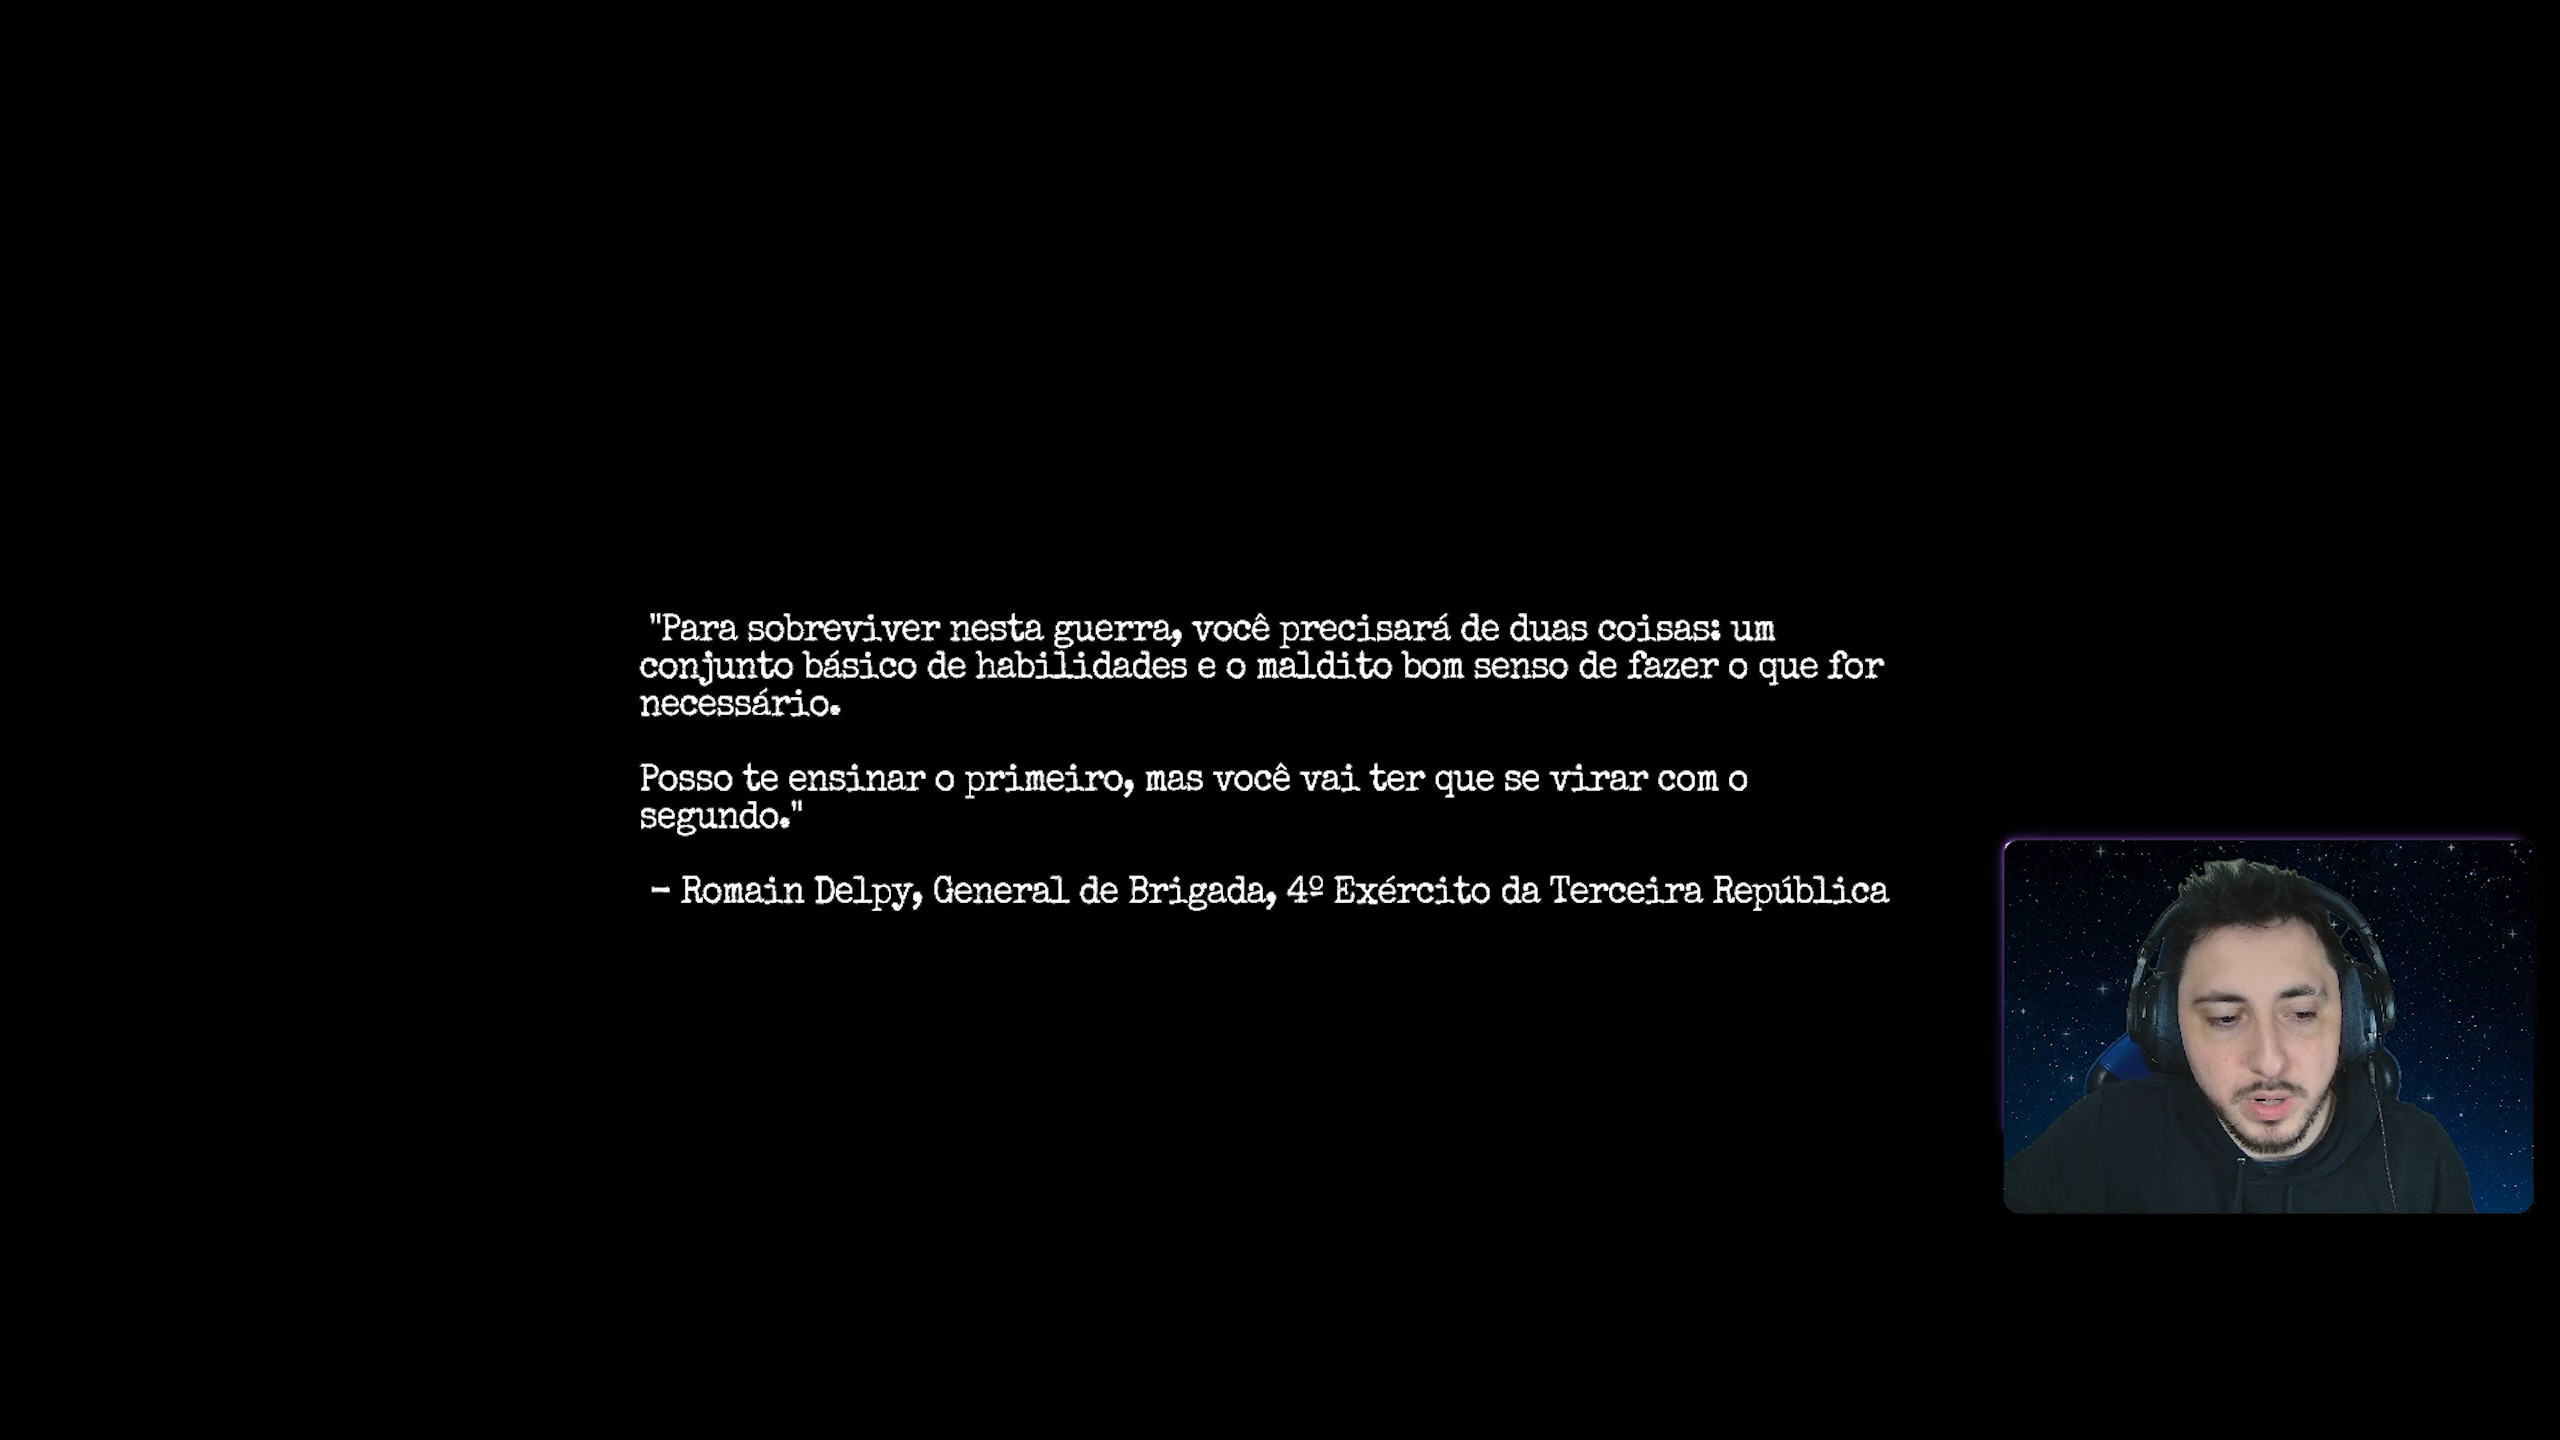 "Para sobreviver nesta guerra, você precisará de duas coisas: um
conjunto básico de habilidades e o maldito bom senso de fazer o que for
necessário.
Posso te ensinar o primeiro, mas você vai ter que se virar com o
segundo."
- Romain Delpy, General de Brigada, 4º Exército da Terceira República